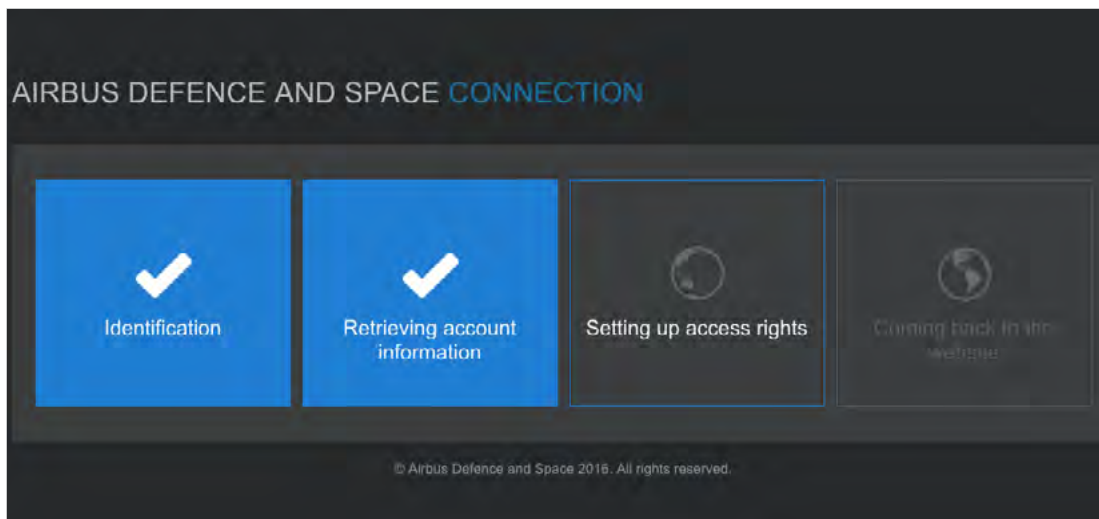 AIRBUS DEFENCE AND SPACE CONNECTION
Identification
Retrieving account
information
Setting up access rights
Coming back to the
website
© Airbus Defence and Space 2016. All rights reserved.